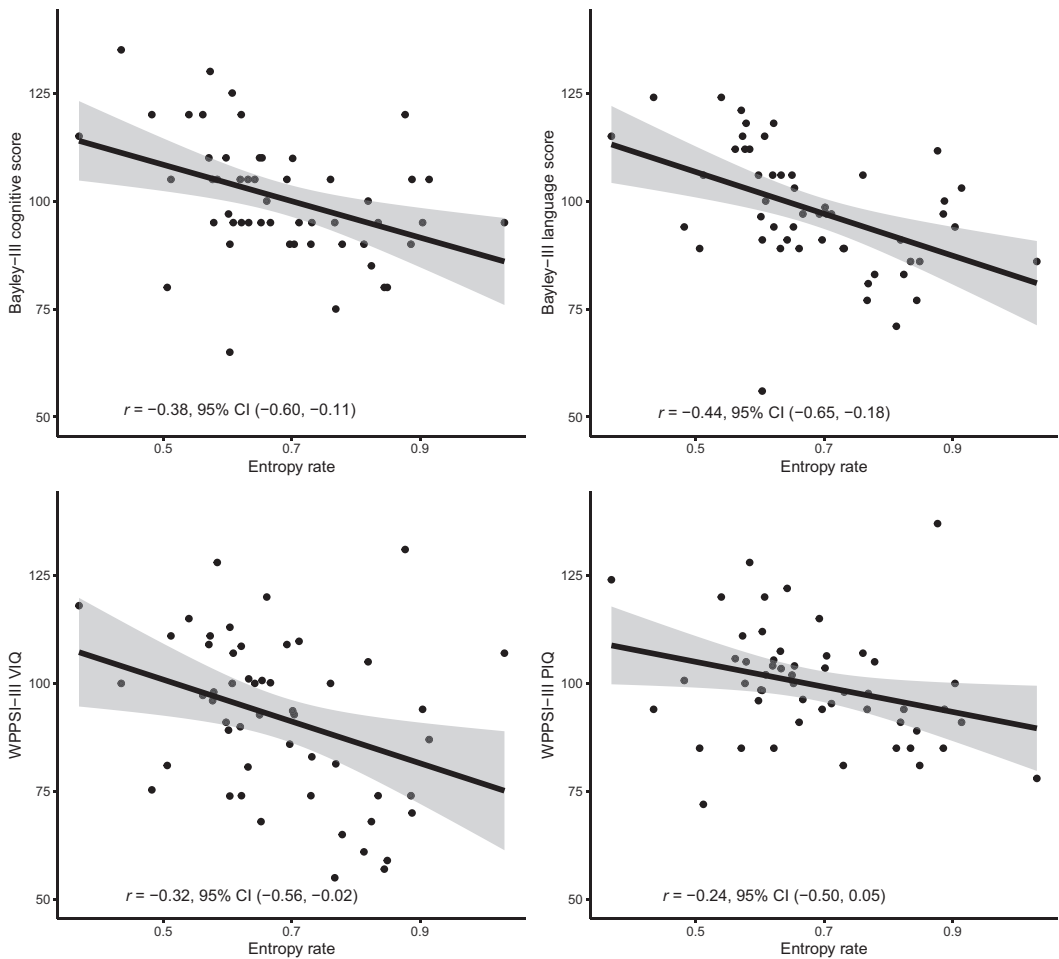 Bayley−III cognitive score
125
100
75
50
r = −0.38, 95% CI (−0.60, −0.11)
0.5 0.7 0.9
Entropy rate
Bayley−III language score
125
100
75
50
r = −0.44, 95% CI (−0.65, −0.18)
0.5 0.7 0.9
Entropy rate
WPPSI−III VIQ
125
100
75
50
r = −0.32, 95% CI (−0.56, −0.02)
0.5 0.7 0.9
Entropy rate
WPPSI−III PIQ
125
100
75
50
r = −0.24, 95% CI (−0.50, 0.05)
0.5 0.7 0.9
Entropy rate